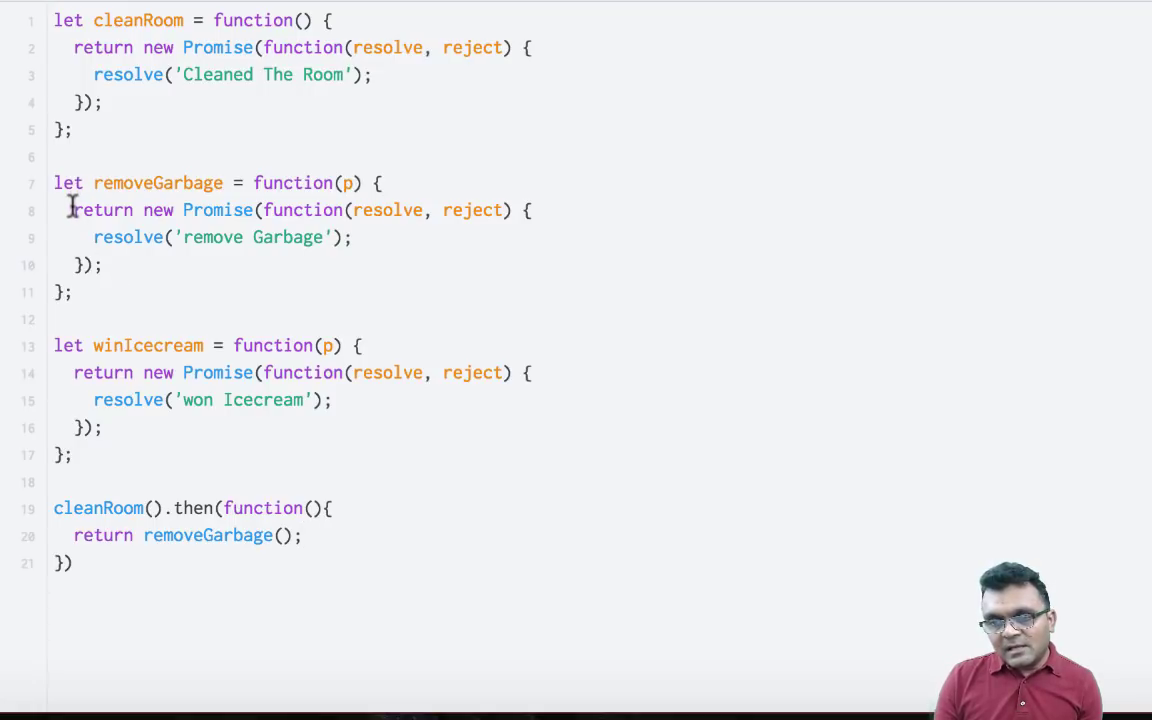 1 let cleanRoom = function() {
2 return new Promise(function(resolve, reject) {
3 resolve('Cleaned The Room');
4 });
5 };
6
7 let removeGarbage = function(p) {
8 return new Promise(function(resolve, reject) {
9 resolve('remove Garbage');
10 });
11 };
12
13 let winIcecream = function(p) {
14 return new Promise(function(resolve, reject) {
15 resolve('won Icecream');
16 });
17 };
18
19 cleanRoom().then(function(){
20 return removeGarbage();
21 })